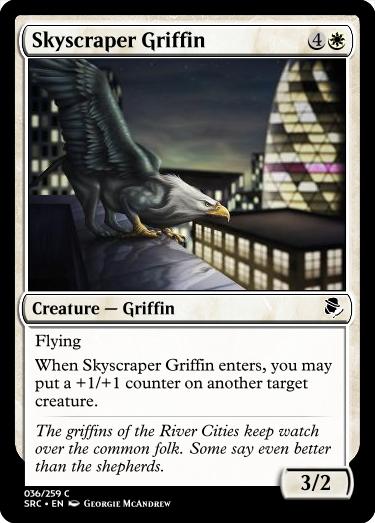 Skyscraper Griffin 4
Creature — Griffin
Flying
When Skyscraper Griffin enters, you may
put a +1/+1 counter on another target
creature.
The griffins of the River Cities keep watch
over the common folk. Some say even better
than the shepherds.
3/2
036/259 C
SRC • EN Georgie McAndrew